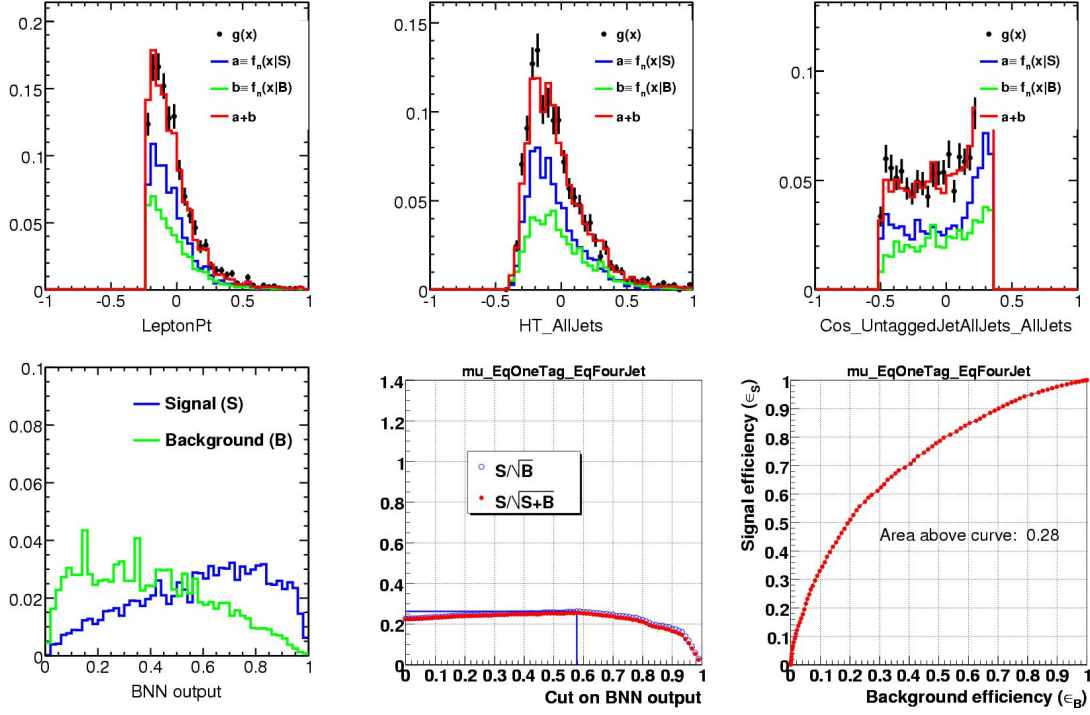 0.2
0.15
0.1
0.05
0
-1 -0.5 0 0.5 1
LeptonPt
g(x)
a≡ fₙ(x|S)
b≡ fₙ(x|B)
a+b
0.15
0.1
0.05
0
-1 -0.5 0 0.5 1
HT_AllJets
g(x)
a≡ fₙ(x|S)
b≡ fₙ(x|B)
a+b
0.1
0.05
0
-1 -0.5 0 0.5 1
Cos_UntaggedJetAllJets_AllJets
g(x)
a≡ fₙ(x|S)
b≡ fₙ(x|B)
a+b
0.1
0.08
0.06
0.04
0.02
0
0.2 0.4 0.6 0.8 1
BNN output
Signal (S)
Background (B)
mu_EqOneTag_EqFourJet
1.4
1.2
1
0.8
0.6
0.4
0.2
0
0 0.1 0.2 0.3 0.4 0.5 0.6 0.7 0.8 0.9 1
Cut on BNN output
S/√B
S/√S+B
mu_EqOneTag_EqFourJet
Signal efficiency (ϵ_S)
1
0.9
0.8
0.7
0.6
0.5
0.4
0.3
0.2
0.1
0
0 0.1 0.2 0.3 0.4 0.5 0.6 0.7 0.8 0.9 1
Background efficiency (ϵ_B)
Area above curve: 0.28